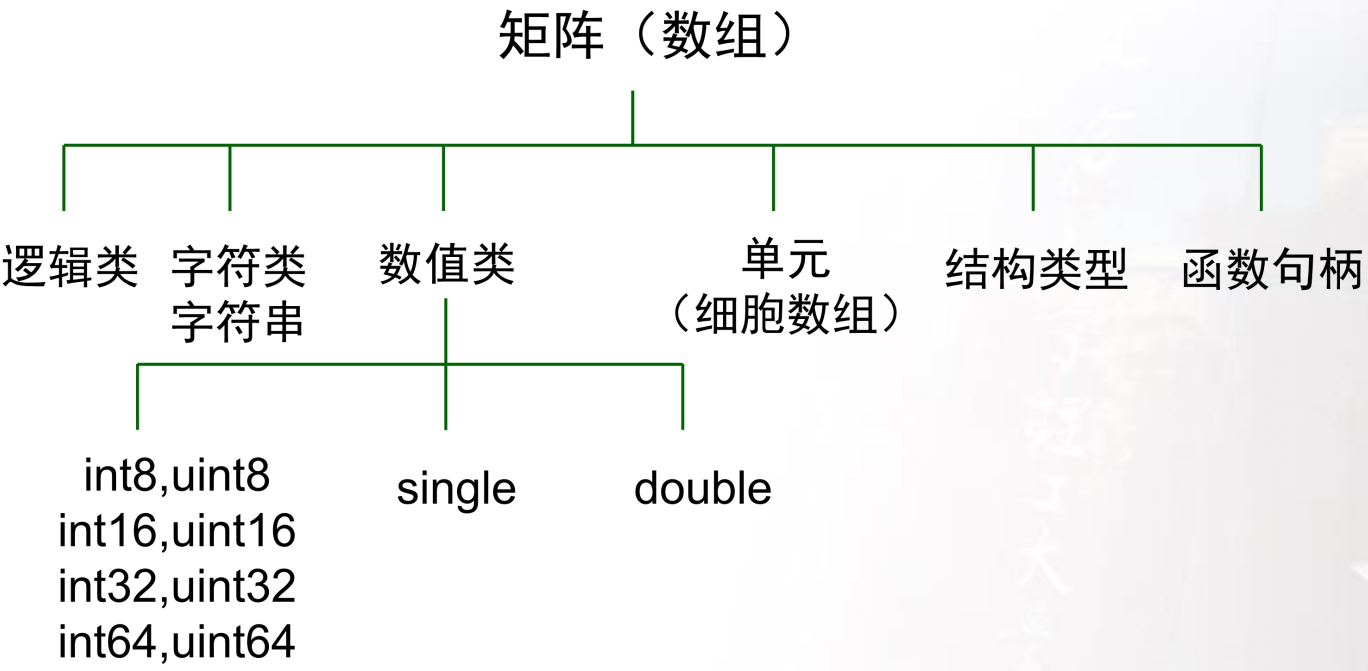 矩阵（数组）
逻辑类
字符类
字符串
数值类
单元
（细胞数组）
结构类型
函数句柄
int8,uint8
int16,uint16
int32,uint32
int64,uint64
single
double